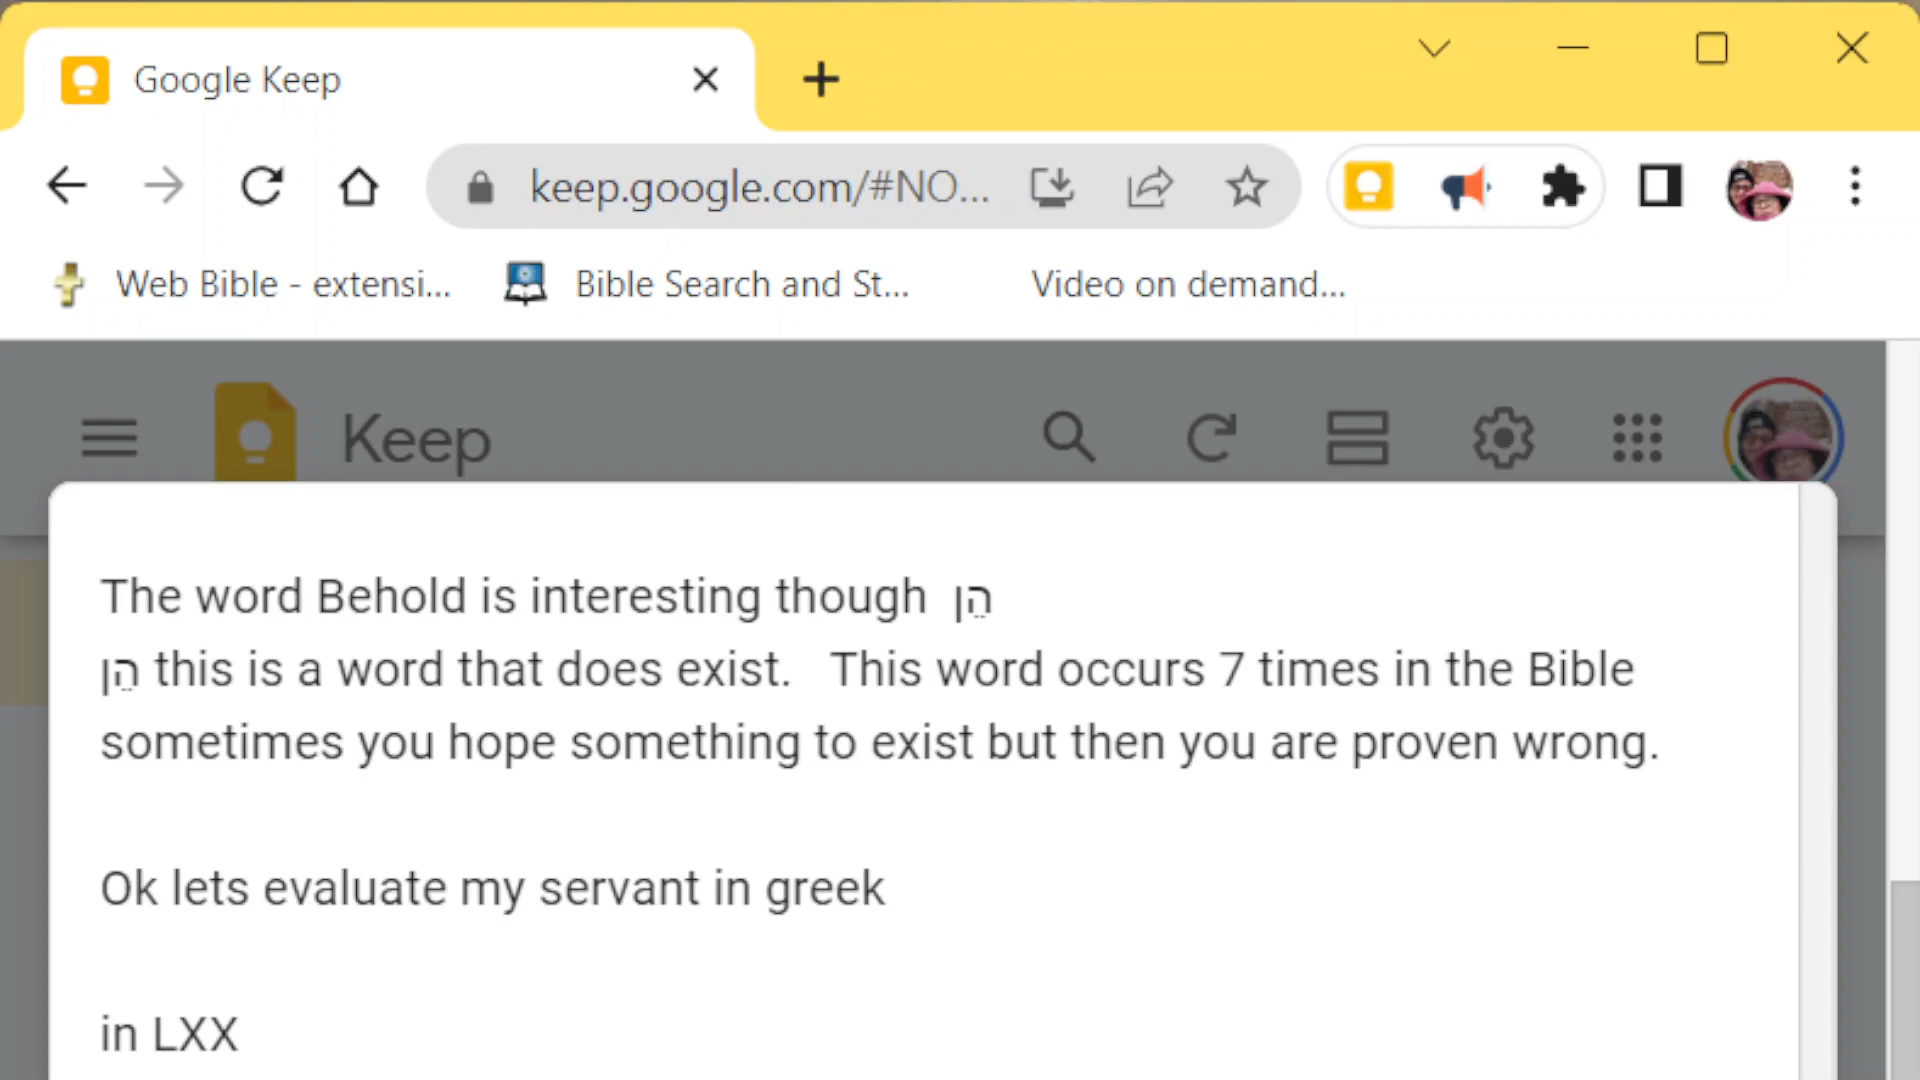 Google Keep
keep.google.com/#NO...
Web Bible - extensi... Bible Search and St... Video on demand...
Keep
The word Behold is interesting though הֵן
הֵן this is a word that does exist. This word occurs 7 times in the Bible
sometimes you hope something to exist but then you are proven wrong.
Ok lets evaluate my servant in greek
in LXX